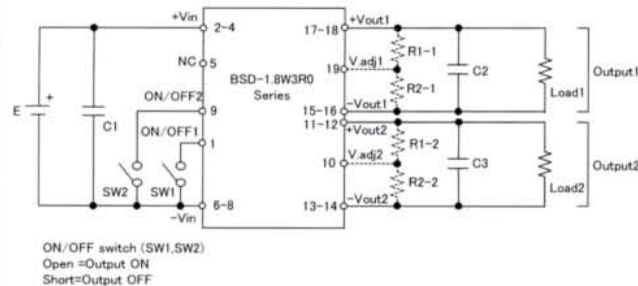 +Vin
2-4
17-18
+Vout1
NC
5
19
V.adj1
R1-1
R2-1
C2
Load1
Output1
BSD-1.8W3R0
Series
ON/OFF2
9
15-16
-Vout1
E
+
C1
ON/OFF1
1
11-12
+Vout2
R1-2
10
V.adj2
R2-2
C3
Load2
Output2
SW2
SW1
6-8
-Vin
13-14
-Vout2
ON/OFF switch (SW1,SW2)
Open =Output ON
Short=Output OFF